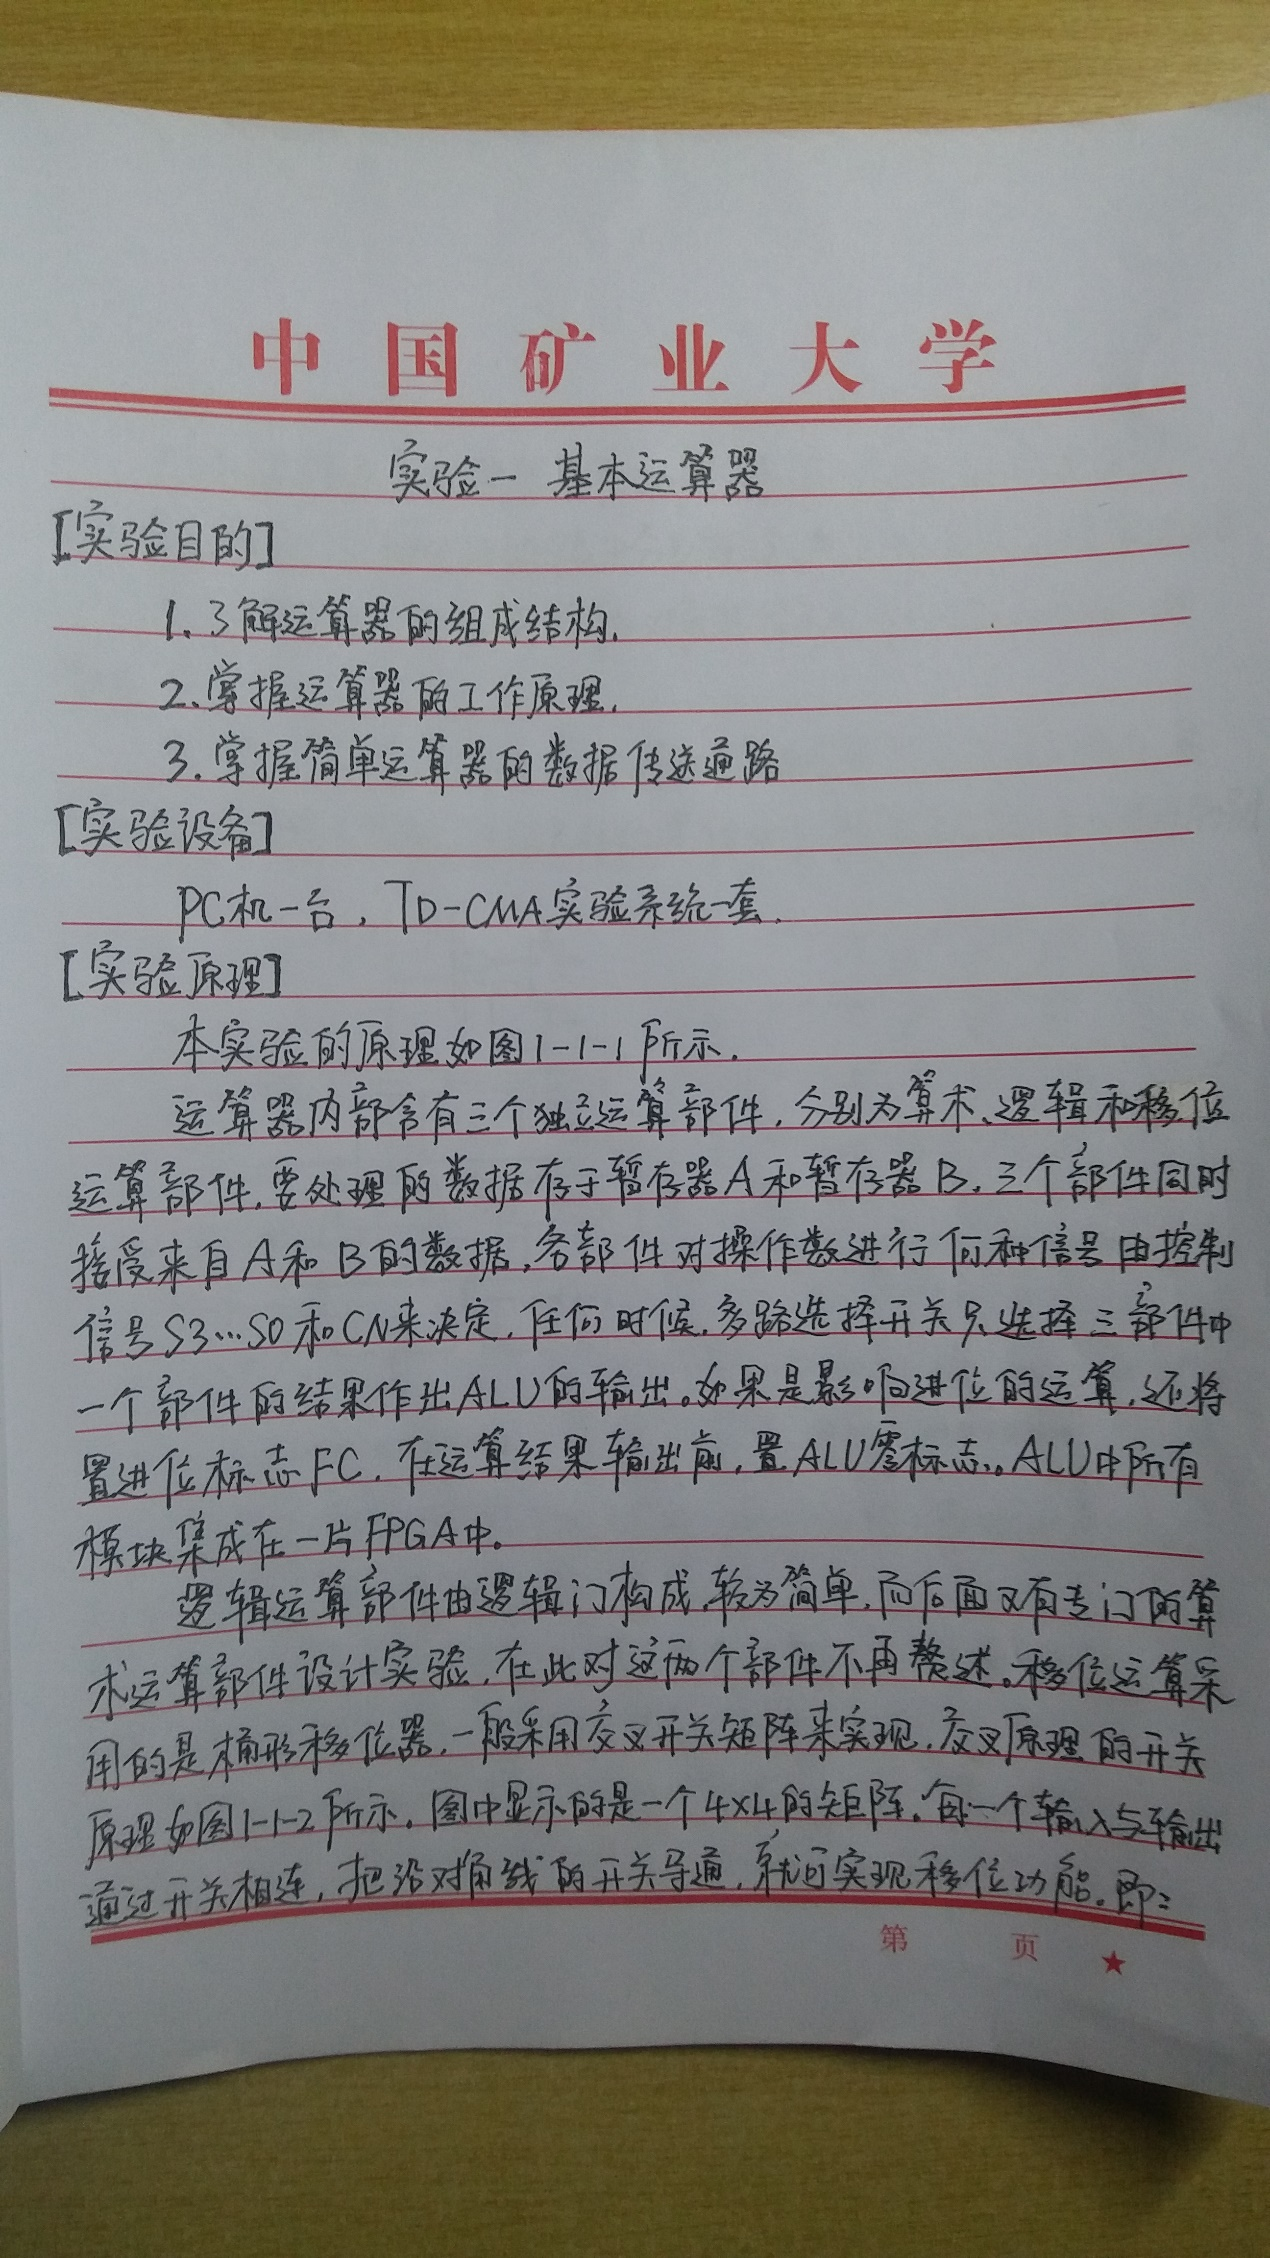 中国矿业大学
实验一 基本运算器
[实验目的]
1.了解运算器的组成结构.
2.掌握运算器的工作原理.
3.掌握简单运算器的数据传送通路
[实验设备]
PC机一台,TD-CMA实验系统一套.
[实验原理]
本实验的原理如图1-1-1所示.
运算器内部含有三个独立运算部件,分别为算术、逻辑和移位
运算部件,要处理的数据存于暂存器A和暂存器B,三个部件同时
接受来自A和B的数据,各部件对操作数进行何种信号由控制
信号S3…S0和CN来决定,任何时候,多路选择开关只选择三部件中
一个部件的结果作出ALU的输出。如果是影响进位的运算,还将
置进位标志FC,在运算结果输出前,置ALU零标志。ALU中所有
模块集成在一片FPGA中。
逻辑运算部件由逻辑门构成,较为简单,而后面又有专门的算
术运算部件设计实验,在此对这两个部件不再赘述。移位运算采
用的是桶形移位器,一般采用交叉开关矩阵来实现,交叉原理的开关
原理如图1-1-2所示。图中显示的是一个4×4的矩阵。每一个输入与输出
通过开关相连,把沿对角线的开关导通,就可实现移位功能。即:
第 页 ★